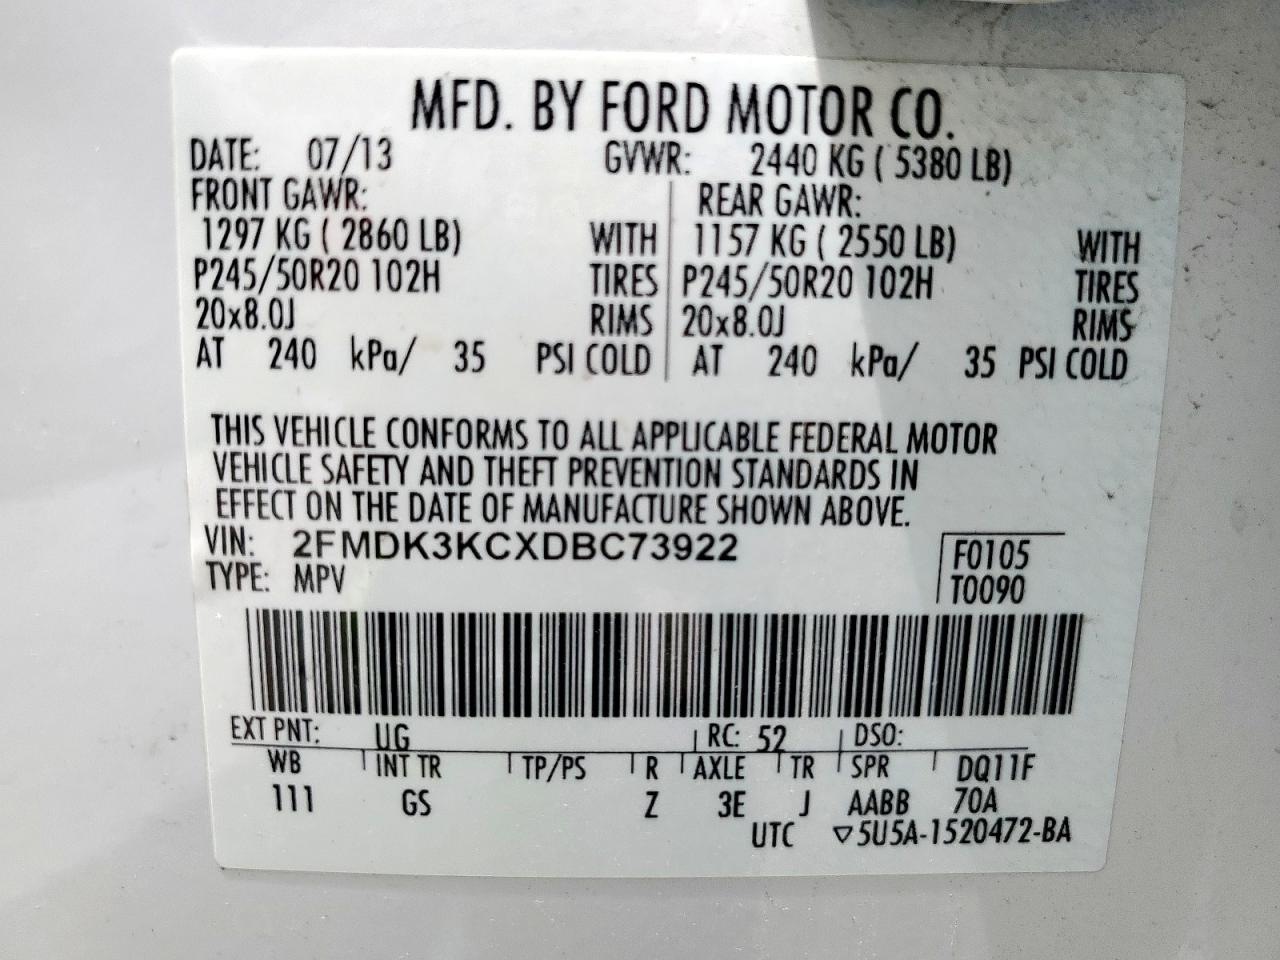 MFD. BY FORD MOTOR CO.
DATE: 07/13 GVWR: 2440 KG ( 5380 LB)
FRONT GAWR: REAR GAWR:
1297 KG ( 2860 LB) WITH 1157 KG ( 2550 LB) WITH
P245/50R20 102H TIRES P245/50R20 102H TIRES
20x8.0J RIMS 20x8.0J RIMS
AT 240 kPa/ 35 PSI COLD AT 240 kPa/ 35 PSI COLD
THIS VEHICLE CONFORMS TO ALL APPLICABLE FEDERAL MOTOR
VEHICLE SAFETY AND THEFT PREVENTION STANDARDS IN
EFFECT ON THE DATE OF MANUFACTURE SHOWN ABOVE.
VIN: 2FMDK3KCXDBC73922 F0105
TYPE: MPV T0090
EXT PNT: UG RC: 52 DSO:
WB INT TR TP/PS R AXLE TR SPR DQ11F
111 GS Z 3E J AABB 70A
UTC ▽5U5A-1520472-BA